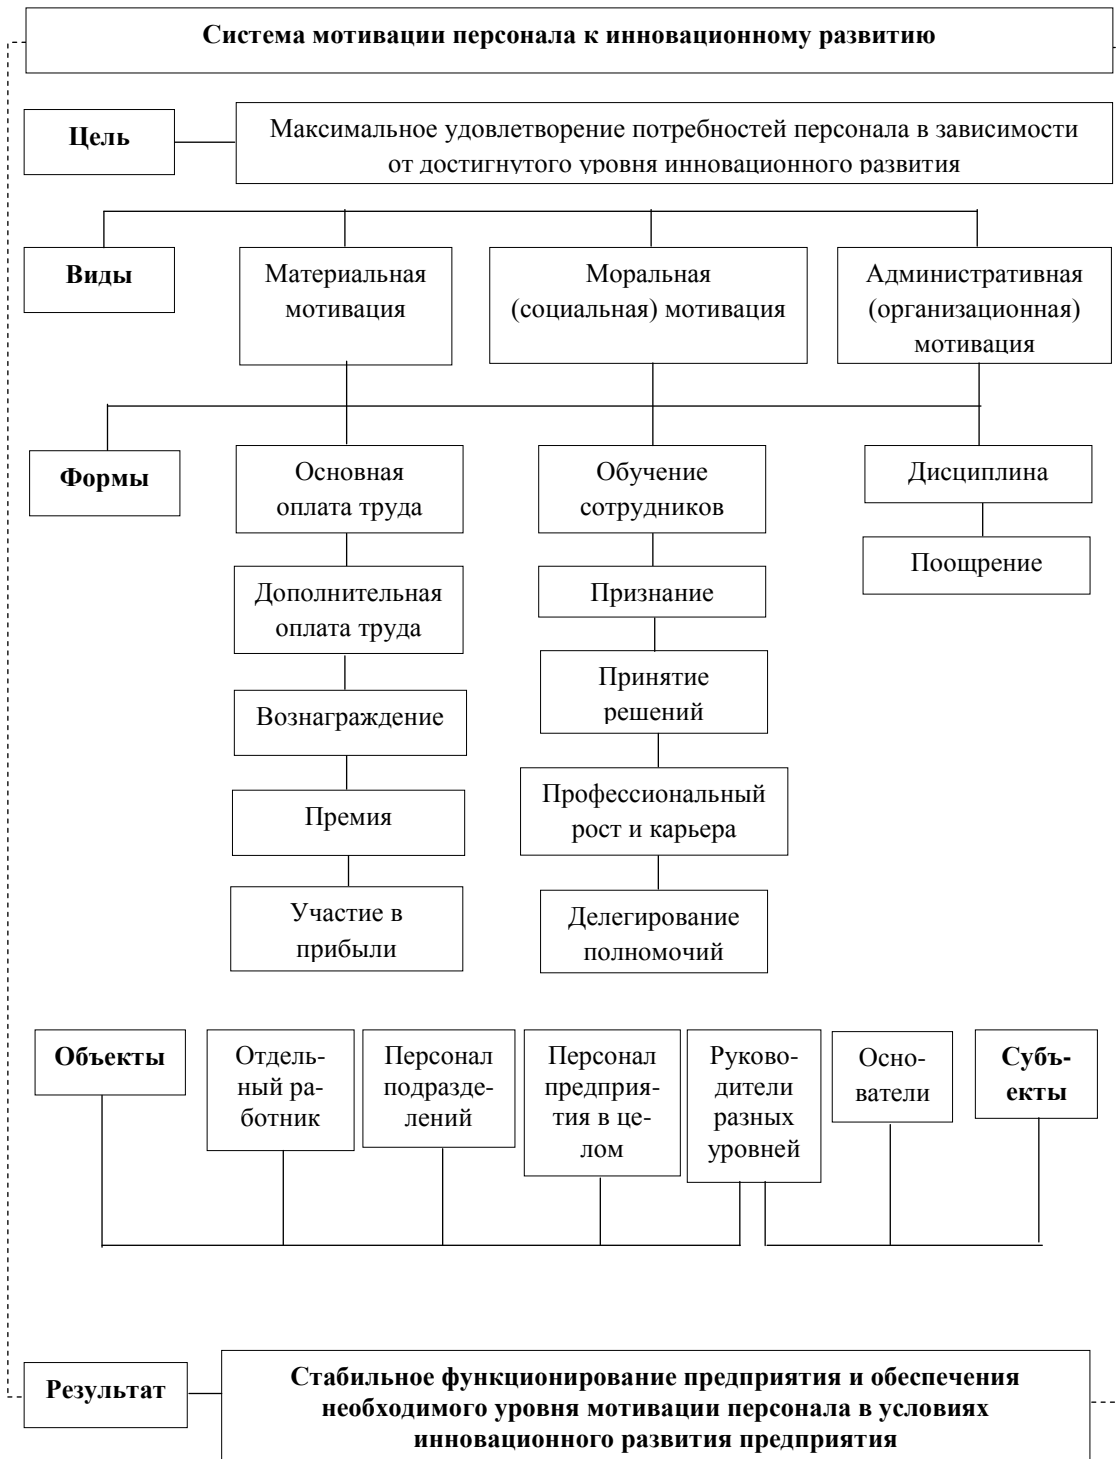 Система мотивации персонала к инновационному развитию
Цель
Максимальное удовлетворение потребностей персонала в зависимости
от достигнутого уровня инновационного развития
Виды
Материальная
мотивация
Моральная
(социальная) мотивация
Административная
(организационная)
мотивация
Формы
Основная
оплата труда
Обучение
сотрудников
Дисциплина
Поощрение
Дополнительная
оплата труда
Признание
Вознаграждение
Принятие
решений
Премия
Профессиональный
рост и карьера
Участие в
прибыли
Делегирование
полномочий
Объекты
Отдель-
ный ра-
ботник
Персонал
подразде-
лений
Персонал
предприя-
тия в це-
лом
Руково-
дители
разных
уровней
Осно-
ватели
Субъ-
екты
Результат
Стабильное функционирование предприятия и обеспечения
необходимого уровня мотивации персонала в условиях
инновационного развития предприятия